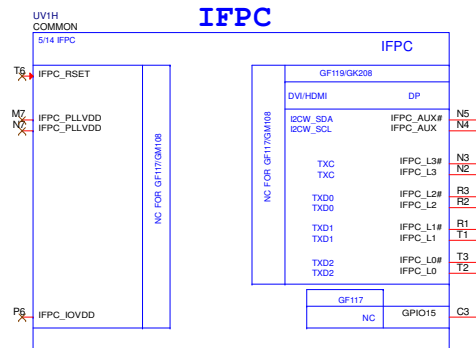 IFPC
UV1H
COMMON
5/14 IFPC
IFPC
T6 IFPC_RSET
GF119/GK208
DVI/HDMI DP
M7 IFPC_PLLVDD
N7 IFPC_PLLVDD
I2CW_SDA IFPC_AUX# N5
I2CW_SCL IFPC_AUX N4
NC FOR GF117/GM108
NC FOR GF117/GM108
TXC IFPC_L3# N3
TXC IFPC_L3 N2
TXD0 IFPC_L2# R3
TXD0 IFPC_L2 R2
TXD1 IFPC_L1# R1
TXD1 IFPC_L1 T1
TXD2 IFPC_L0# T3
TXD2 IFPC_L0 T2
GF117
P6 IFPC_IOVDD
NC GPIO15 C3